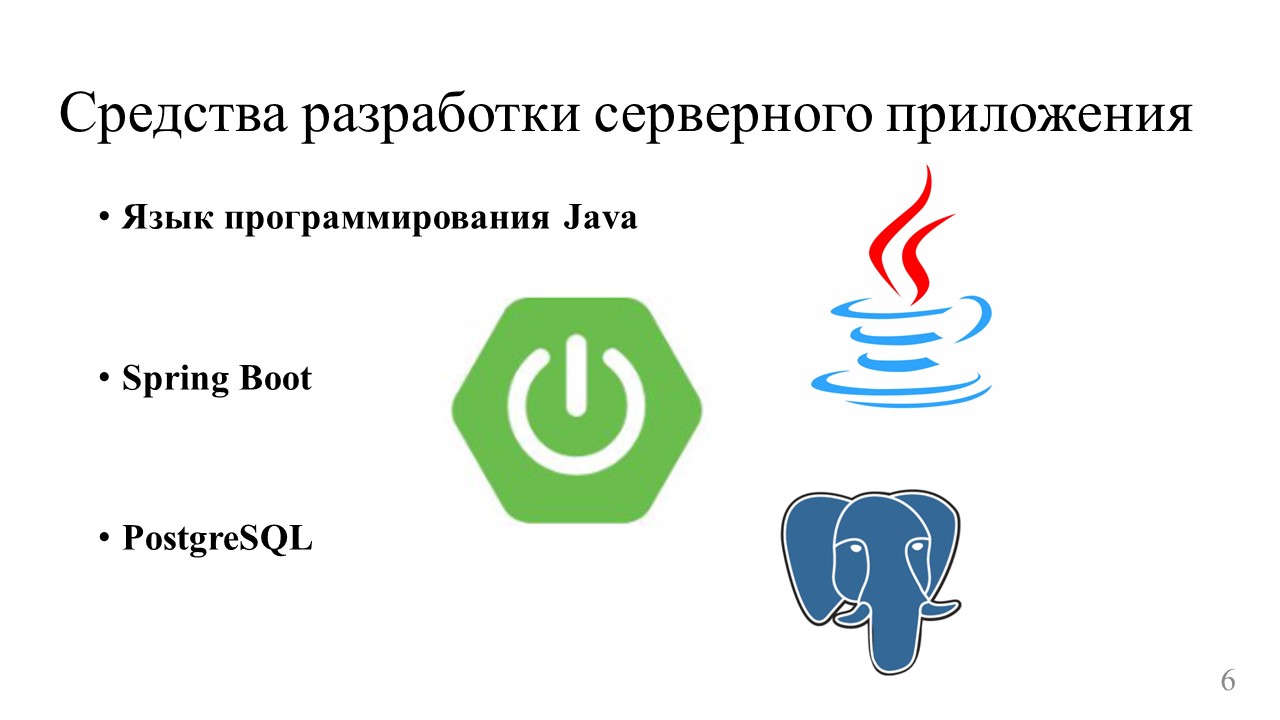 Средства разработки серверного приложения
• Язык программирования Java
• Spring Boot
• PostgreSQL
6